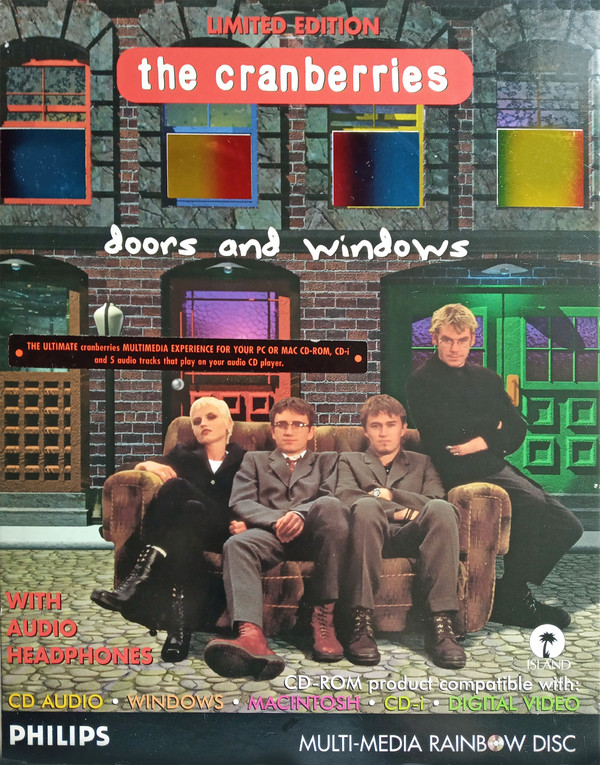 LIMITED EDITION
the cranberries
doors and windows
THE ULTIMATE cranberries MULTIMEDIA EXPERIENCE FOR YOUR PC OR MAC CD-ROM, CD-i
and 5 audio tracks that play on your audio CD player.
WITH
AUDIO
HEADPHONES
ISLAND
CD-ROM product compatible with:
CD AUDIO • WINDOWS • MACINTOSH • CD-i • DIGITAL VIDEO
PHILIPS
MULTI-MEDIA RAINBOW DISC